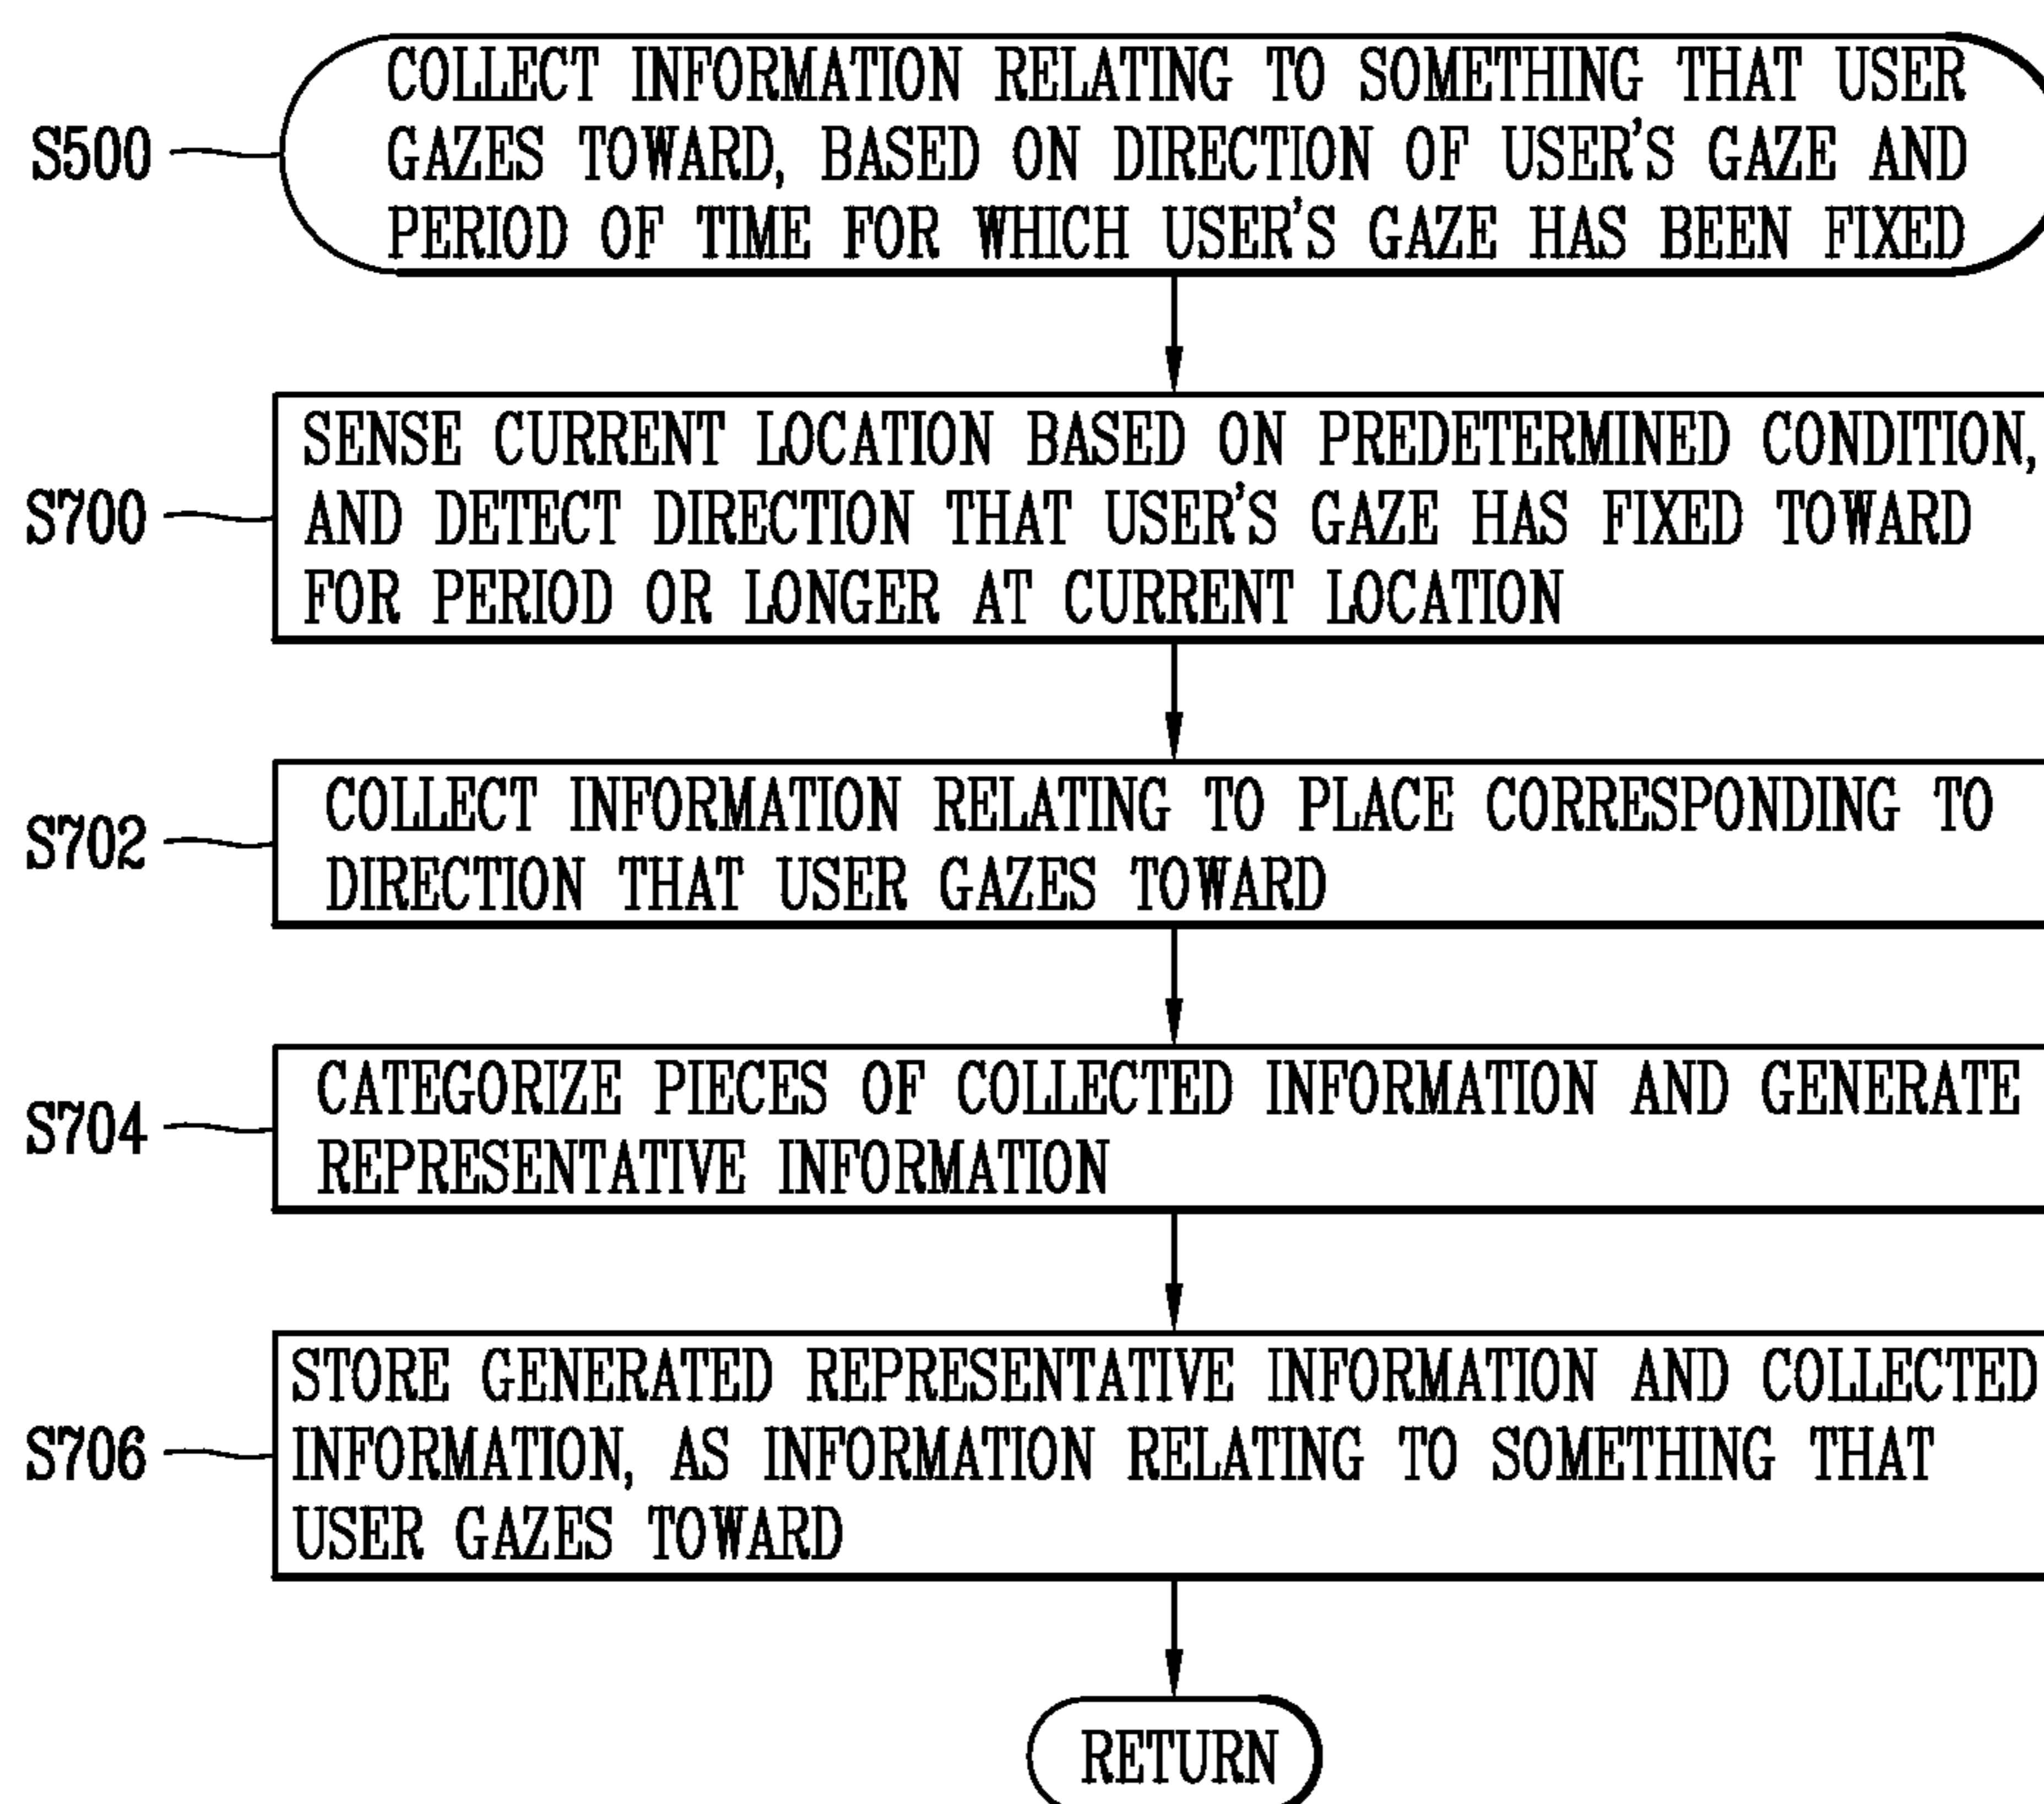 COLLECT INFORMATION RELATING TO SOMETHING THAT USER
S500 GAZES TOWARD, BASED ON DIRECTION OF USER'S GAZE AND
PERIOD OF TIME FOR WHICH USER'S GAZE HAS BEEN FIXED
SENSE CURRENT LOCATION BASED ON PREDETERMINED CONDITION,
S700 AND DETECT DIRECTION THAT USER'S GAZE HAS FIXED TOWARD
FOR PERIOD OR LONGER AT CURRENT LOCATION
S702
COLLECT INFORMATION RELATING TO PLACE CORRESPONDING TO
DIRECTION THAT USER GAZES TOWARD
S704
CATEGORIZE PIECES OF COLLECTED INFORMATION AND GENERATE
REPRESENTATIVE INFORMATION
STORE GENERATED REPRESENTATIVE INFORMATION AND COLLECTED
S706 INFORMATION, AS INFORMATION RELATING TO SOMETHING THAT
USER GAZES TOWARD
RETURN